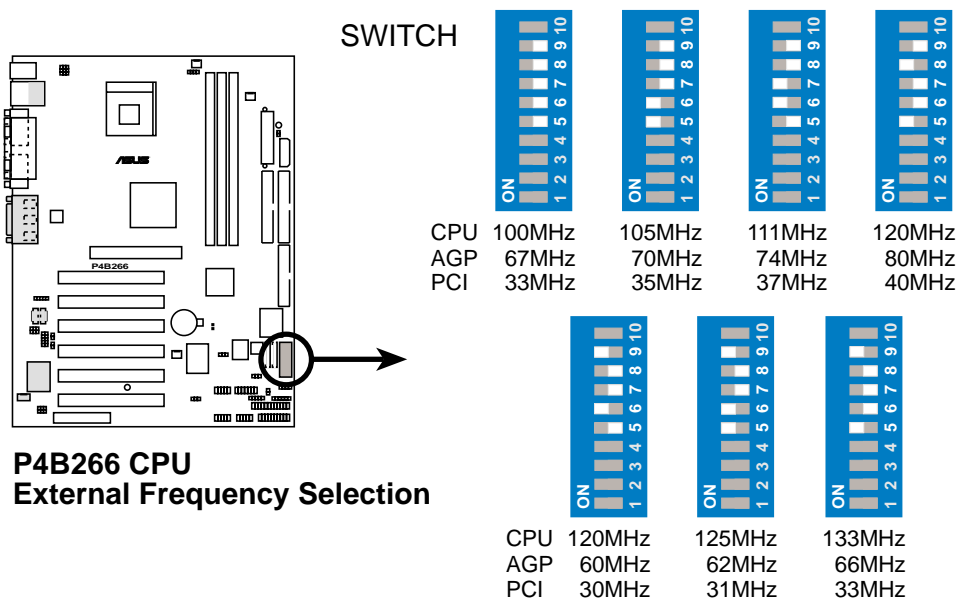 SWITCH
ON 1 2 3 4 5 6 7 8 9 10
ON 1 2 3 4 5 6 7 8 9 10
ON 1 2 3 4 5 6 7 8 9 10
ON 1 2 3 4 5 6 7 8 9 10
CPU 100MHz 105MHz 111MHz 120MHz
AGP 67MHz 70MHz 74MHz 80MHz
PCI 33MHz 35MHz 37MHz 40MHz
/SUS
P4B266
ON 1 2 3 4 5 6 7 8 9 10
ON 1 2 3 4 5 6 7 8 9 10
ON 1 2 3 4 5 6 7 8 9 10
CPU 120MHz 125MHz 133MHz
AGP 60MHz 62MHz 66MHz
PCI 30MHz 31MHz 33MHz
P4B266 CPU
External Frequency Selection